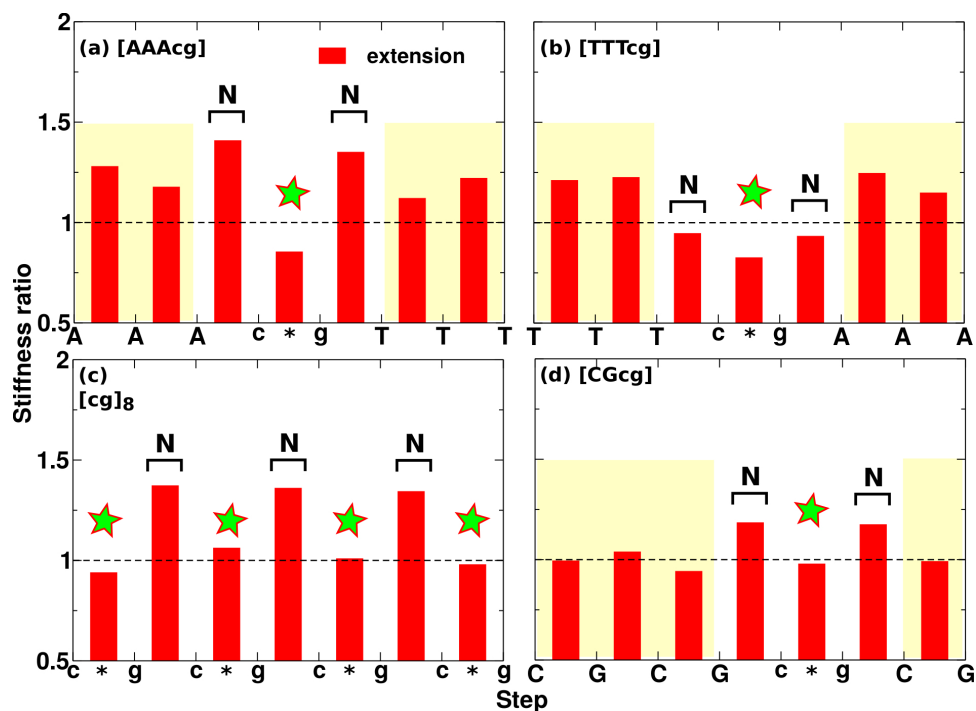 Stiffness ratio
2
1.5
1
0.5
(a) [AAAcg]
extension
N
N
A A A c * g T T T
(b) [TTTcg]
N
N
T T T c * g A A A
2
1.5
1
0.5
(c)
[cg]8
N
N
N
c * g c * g c * g c * g
(d) [CGcg]
N
N
C G C G c * g C G
Step